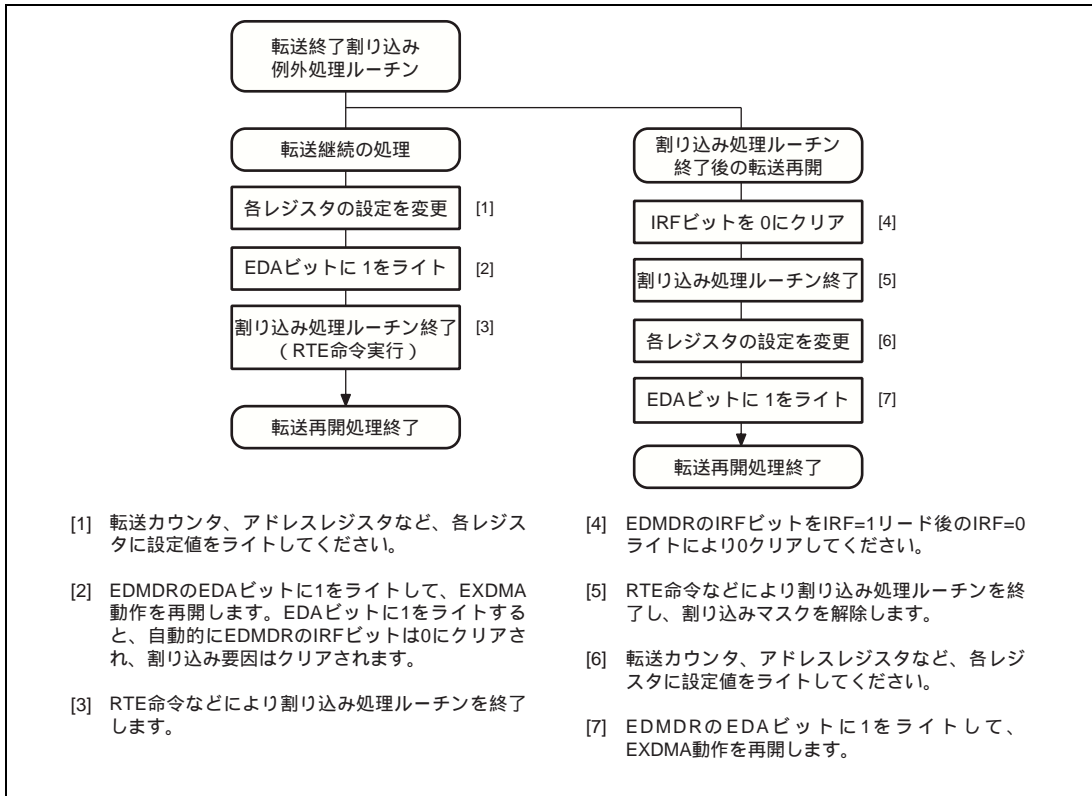 転送終了割り込み
例外処理ルーチン
転送継続の処理
各レジスタの設定を変更 [1]
EDAビットに 1をライト [2]
割り込み処理ルーチン終了 [3]
( RTE命令実行 )
転送再開処理終了
割り込み処理ルーチン
終了後の転送再開
IRFビットを 0にクリア [4]
割り込み処理ルーチン終了 [5]
各レジスタの設定を変更 [6]
EDAビットに 1をライト [7]
転送再開処理終了
[1] 転送カウンタ、アドレスレジスタなど、各レジス
タに設定値をライトしてください。
[2] EDMDRのEDAビットに1をライトして、EXDMA
動作を再開します。EDAビットに1をライトする
と、自動的にEDMDRのIRFビットは0にクリアさ
れ、割り込み要因はクリアされます。
[3] RTE命令などにより割り込み処理ルーチンを終了
します。
[4] EDMDRのIRFビットをIRF=1リード後のIRF=0
ライトにより0クリアしてください。
[5] RTE命令などにより割り込み処理ルーチンを終
了し、割り込みマスクを解除します。
[6] 転送カウンタ、アドレスレジスタなど、各レジ
スタに設定値をライトしてください。
[7] EDMDRのEDAビットに1をライトして、
EXDMA動作を再開します。